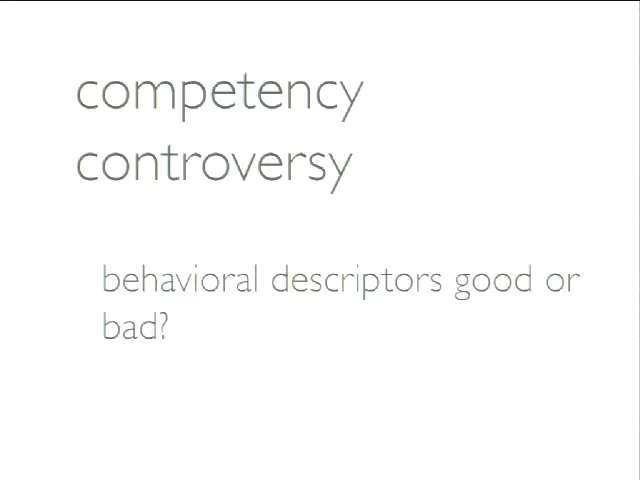 competency
controversy
behavioral descriptors good or
bad?